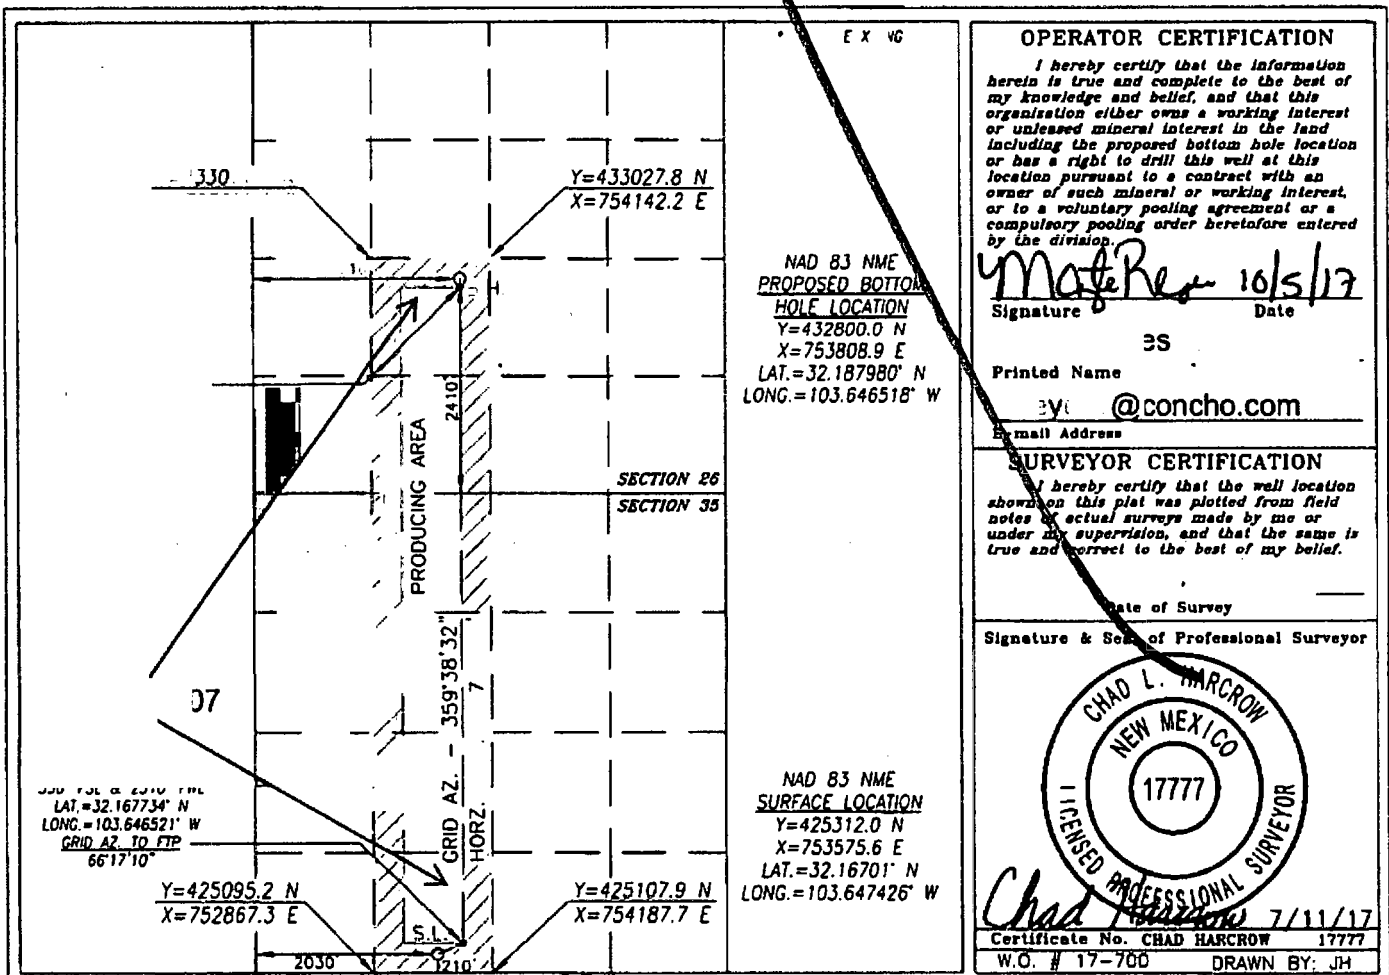 330
Y=433027.8 N
X=754142.2 E
2410'
PRODUCING AREA
SECTION 26
SECTION 35
GRID AZ. - 359°38'32"
HORZ. 7
07
LAT.=32.167734° N
LONG.=103.646521° W
GRID AZ. TO FTP
66°17'10"
Y=425095.2 N
X=752867.3 E
Y=425107.9 N
X=754187.7 E
S.L.
2030
210'
NAD 83 NME
PROPOSED BOTTOM
HOLE LOCATION
Y=432800.0 N
X=753808.9 E
LAT.=32.187980° N
LONG.=103.646518° W
NAD 83 NME
SURFACE LOCATION
Y=425312.0 N
X=753575.6 E
LAT.=32.16701° N
LONG.=103.647426° W
OPERATOR CERTIFICATION
I hereby certify that the information
herein is true and complete to the best of
my knowledge and belief, and that this
organization either owns a working interest
or unleased mineral interest in the land
including the proposed bottom hole location
or has a right to drill this well at this
location pursuant to a contract with an
owner of such mineral or working interest,
or to a voluntary pooling agreement or a
compulsory pooling order heretofore entered
by the division.
10/5/17
Signature Date
es
Printed Name
@concho.com
E-mail Address
SURVEYOR CERTIFICATION
I hereby certify that the well location
shown on this plat was plotted from field
notes of actual surveys made by me or
under my supervision, and that the same is
true and correct to the best of my belief.
Date of Survey
Signature & Seal of Professional Surveyor
CHAD L. HARCROW
NEW MEXICO
17777
LICENSED PROFESSIONAL SURVEYOR
Chad Harcrow 7/11/17
Certificate No. CHAD HARCROW 17777
W.O. # 17-700 DRAWN BY: JH